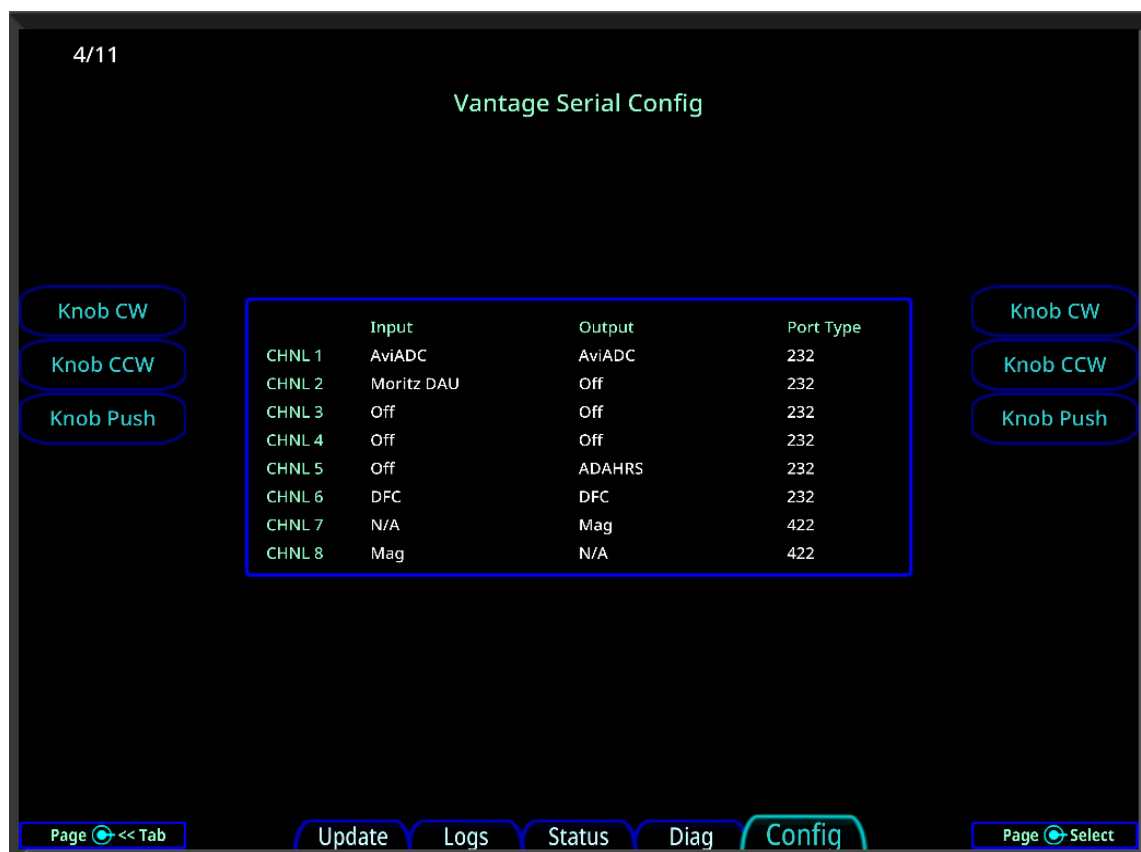 4/11
Vantage Serial Config
Knob CW
Knob CCW
Knob Push
Input Output Port Type
CHNL 1 AviADC AviADC 232
CHNL 2 Moritz DAU Off 232
CHNL 3 Off Off 232
CHNL 4 Off Off 232
CHNL 5 Off ADAHRS 232
CHNL 6 DFC DFC 232
CHNL 7 N/A Mag 422
CHNL 8 Mag N/A 422
Knob CW
Knob CCW
Knob Push
Page << Tab
Update Logs Status Diag Config
Page Select